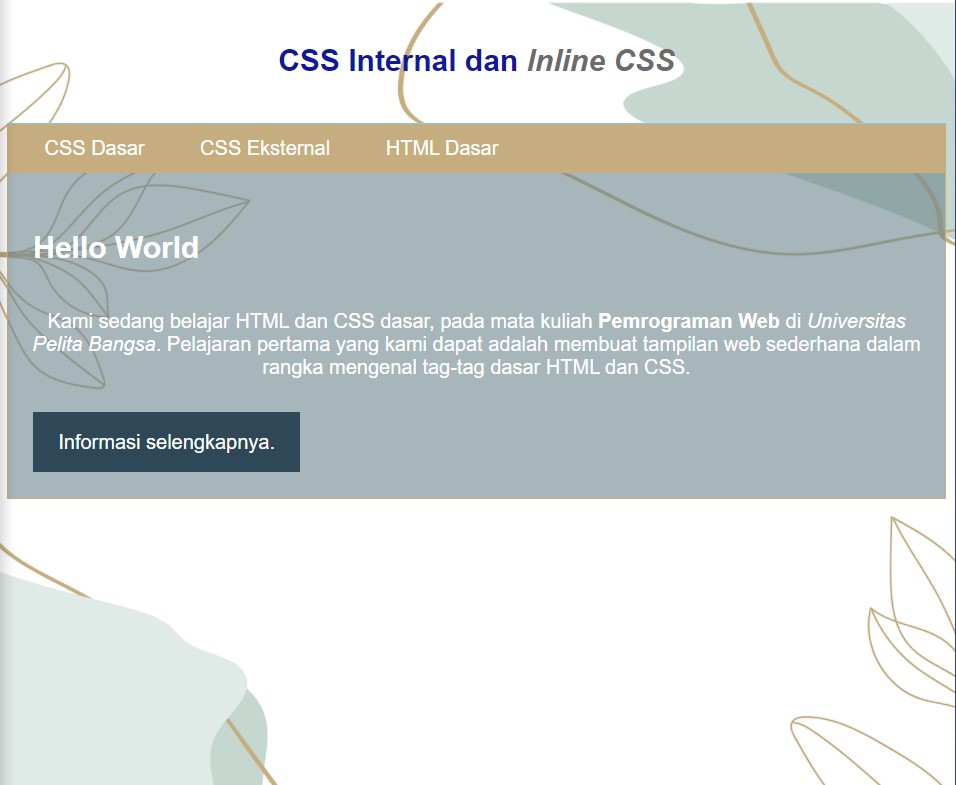 CSS Internal dan Inline CSS
CSS Dasar CSS Eksternal HTML Dasar
Hello World
Kami sedang belajar HTML dan CSS dasar, pada mata kuliah Pemrograman Web di Universitas
Pelita Bangsa. Pelajaran pertama yang kami dapat adalah membuat tampilan web sederhana dalam
rangka mengenal tag-tag dasar HTML dan CSS.
Informasi selengkapnya.